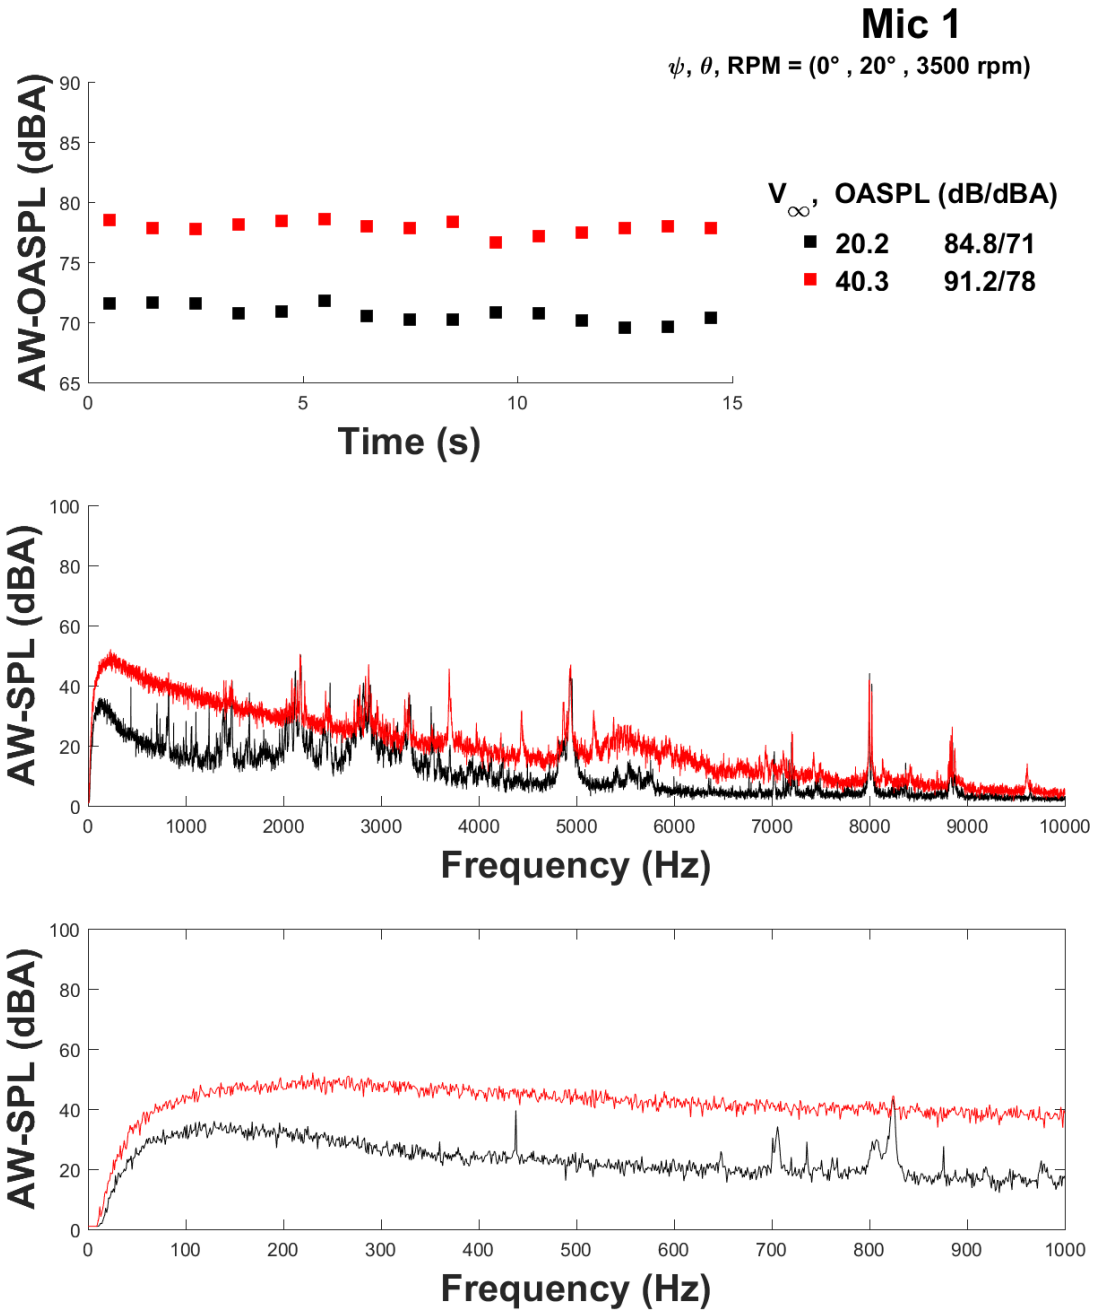 Mic 1
ψ, θ, RPM = (0° , 20° , 3500 rpm)
90
85
80
75
70
65
AW-OASPL (dBA)
0 5 10 15
Time (s)
V∞, OASPL (dB/dBA)
20.2 84.8/71
40.3 91.2/78
100
80
60
40
20
0
AW-SPL (dBA)
0 1000 2000 3000 4000 5000 6000 7000 8000 9000 10000
Frequency (Hz)
100
80
60
40
20
0
AW-SPL (dBA)
0 100 200 300 400 500 600 700 800 900 1000
Frequency (Hz)